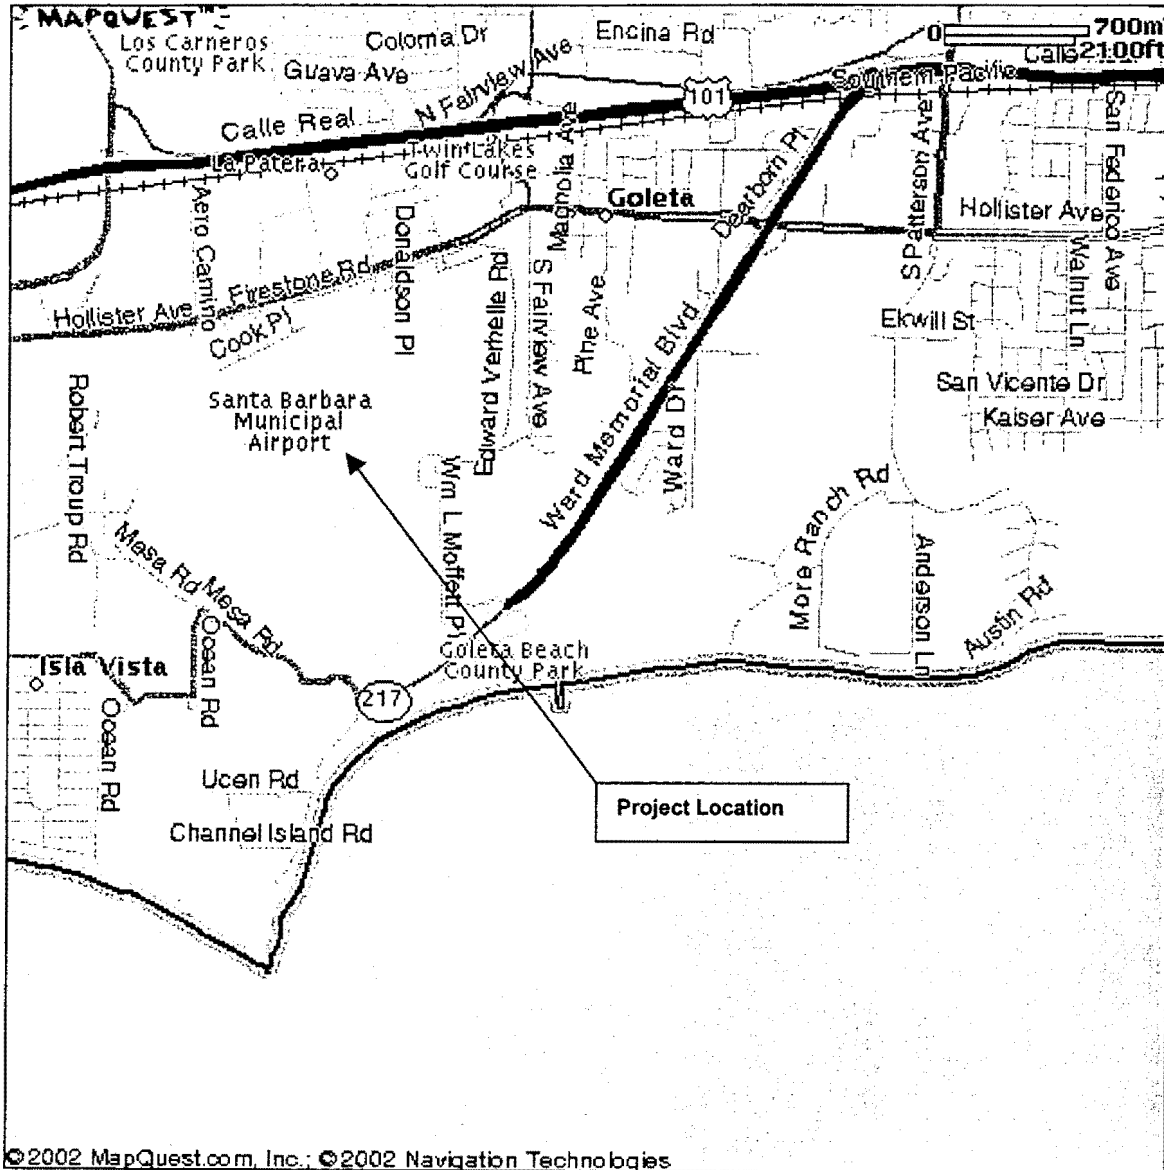 MAPQUEST™
0
700m
2100ft
Los Carneros
County Park
Coloma Dr
Encina Rd
Guava Ave
N Fairview Ave
Calle
Southern Pacific
101
Calle Real
La Patera
Twin Lakes
Golf Course
Magnolia Ave
Dearborn Pl
S Patterson Ave
San Federico Ave
Goleta
Hollister Ave
Aero Camino
Donaldson Pl
Firestone Rd
Hollister Ave
Cook Pl
Edward Verhelle Rd
S Fairview Ave
Pine Ave
Ward Memorial Blvd
Ward Dr
Ekwill St
Walnut Ln
San Vicente Dr
Kaiser Ave
Robert Troup Rd
Santa Barbara
Municipal
Airport
Wm L Moffett Pl
More Ranch Rd
Anderson Ln
Austin Rd
Mesa Rd
Mesa Rd
Ocean Rd
Goleta Beach
County Park
Isla Vista
217
Ocean Rd
Ucen Rd
Channel Island Rd
Project Location
©2002 MapQuest.com, Inc.; ©2002 Navigation Technologies